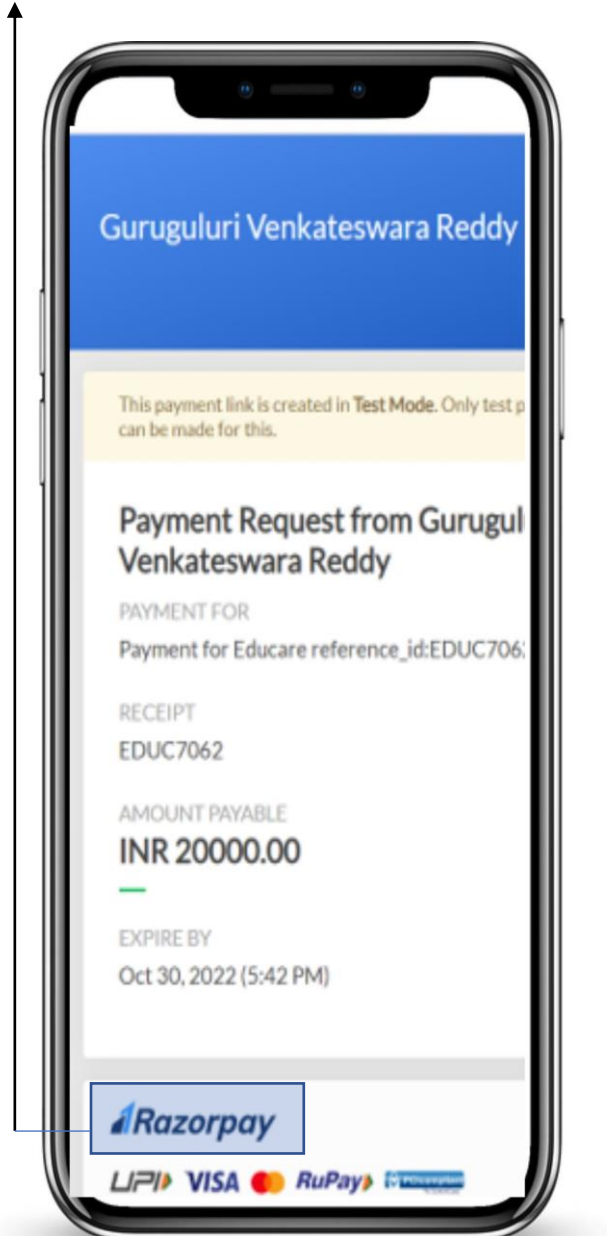 Guruguluri Venkateswara Reddy
This payment link is created in Test Mode. Only test p
can be made for this.
Payment Request from Gurugul
Venkateswara Reddy
PAYMENT FOR
Payment for Educare reference_id:EDUC706
RECEIPT
EDUC7062
AMOUNT PAYABLE
INR 20000.00
EXPIRE BY
Oct 30, 2022 (5:42 PM)
Razorpay
UPI VISA RuPay